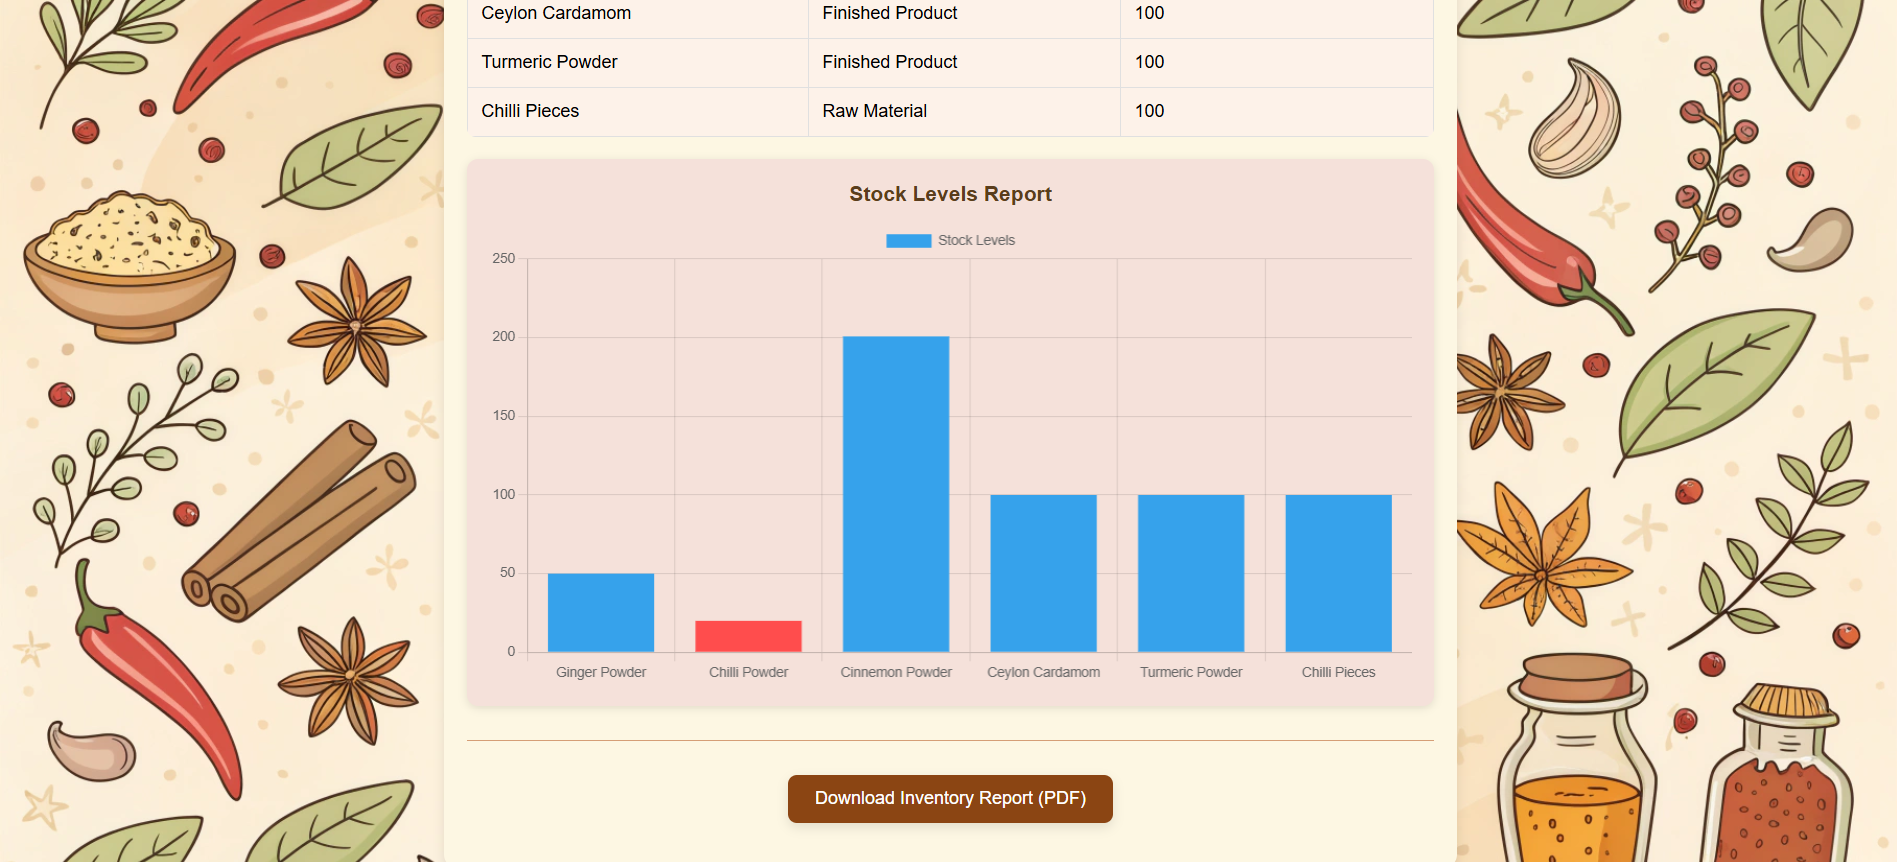 Ceylon Cardamom Finished Product 100
Turmeric Powder Finished Product 100
Chilli Pieces Raw Material 100
Stock Levels Report
Stock Levels
250
200
150
100
50
0
Ginger Powder Chilli Powder Cinnemon Powder Ceylon Cardamom Turmeric Powder Chilli Pieces
Download Inventory Report (PDF)